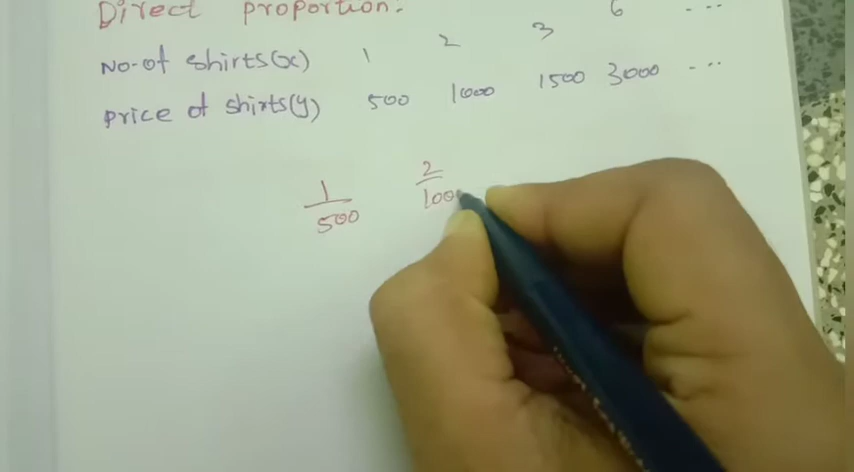 Direct proportion:
No. of shirts(x) 1 2 3 6 ...
price of shirts(y) 500 1000 1500 3000 ...
1/500 2/1000